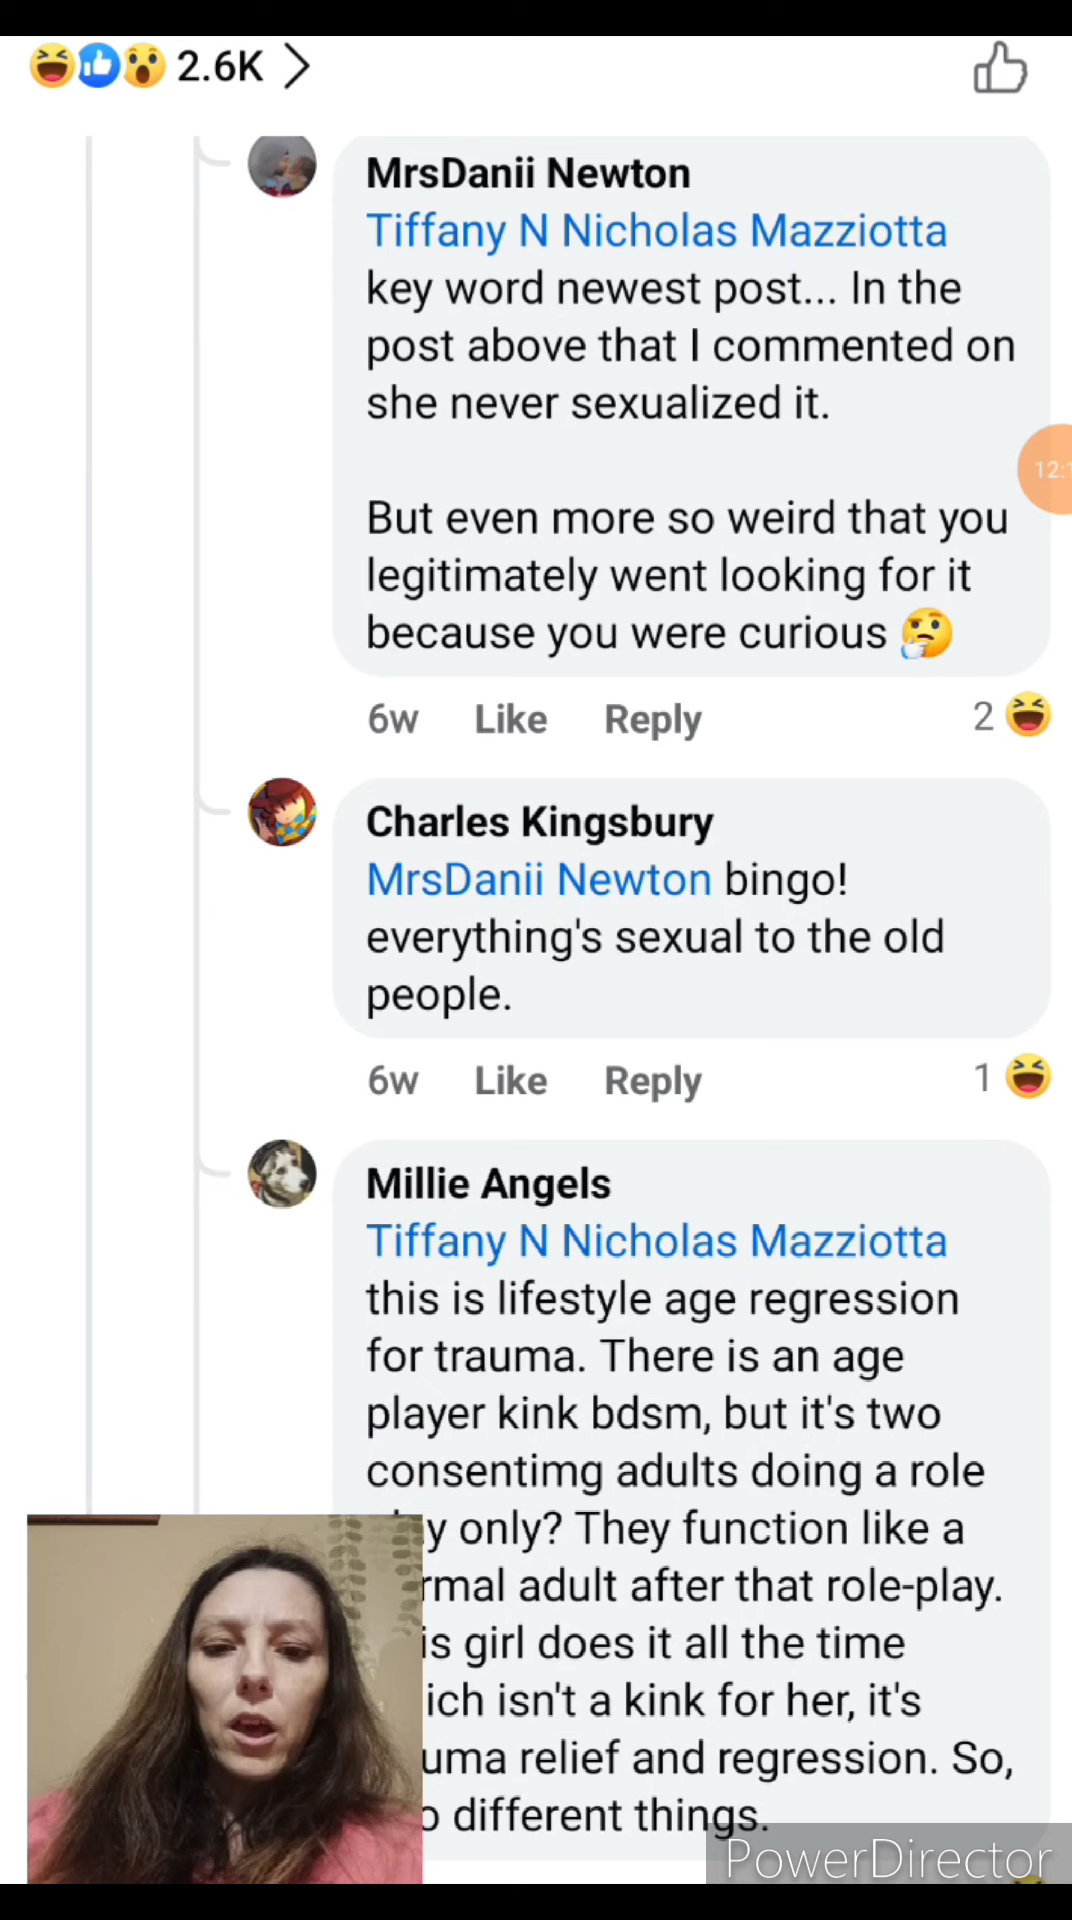 2.6K
MrsDanii Newton
Tiffany N Nicholas Mazziotta
key word newest post... In the
post above that I commented on
she never sexualized it.
12:1
But even more so weird that you
legitimately went looking for it
because you were curious
6w Like Reply 2
Charles Kingsbury
MrsDanii Newton bingo!
everything's sexual to the old
people.
6w Like Reply 1
Millie Angels
Tiffany N Nicholas Mazziotta
this is lifestyle age regression
for trauma. There is an age
player kink bdsm, but it's two
consentimg adults doing a role
y only? They function like a
rmal adult after that role-play.
is girl does it all the time
ich isn't a kink for her, it's
uma relief and regression. So,
o different things.
PowerDirector